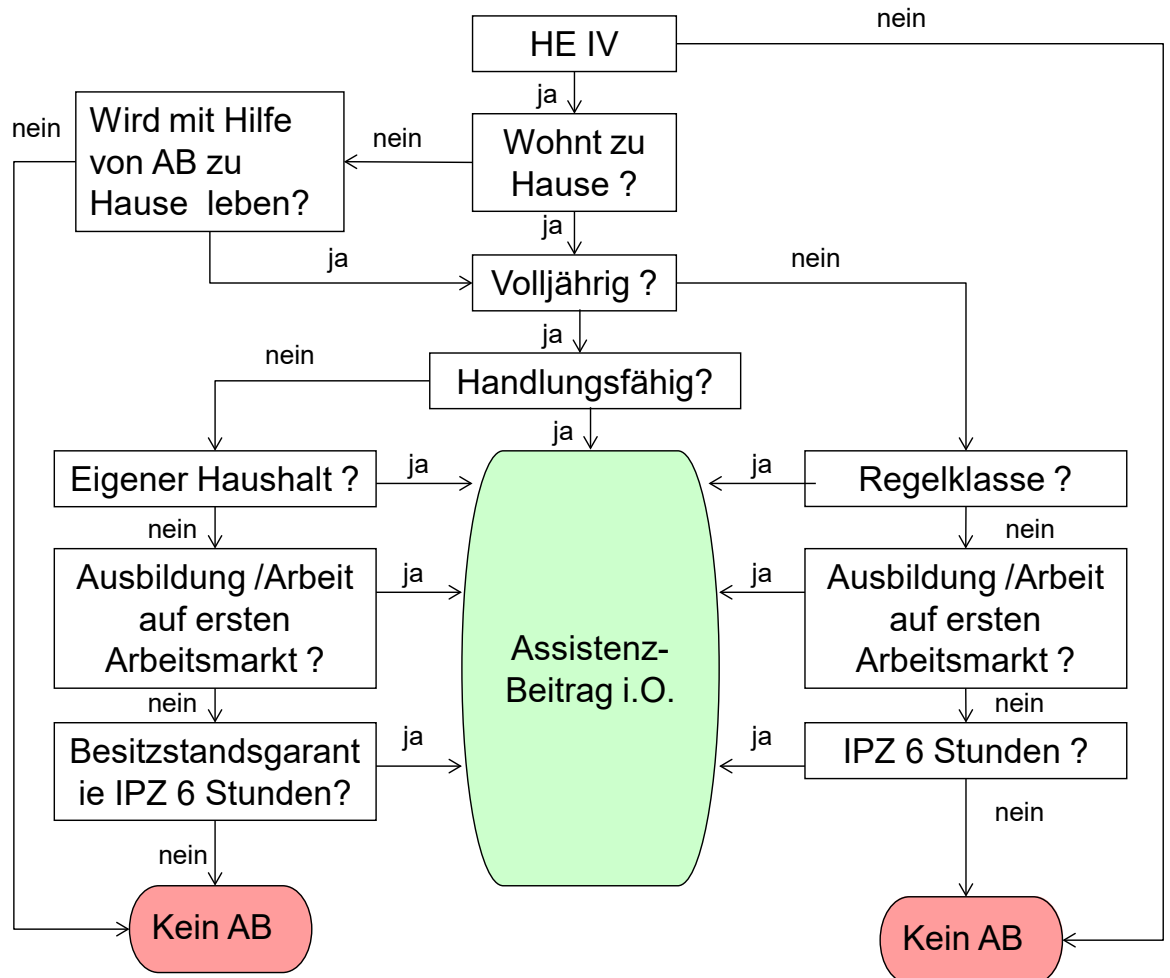 nein
HE IV
ja
nein
Wird mit Hilfe
von AB zu
Hause leben?
nein
Wohnt zu
Hause ?
ja
ja
Volljährig ?
nein
ja
nein
Handlungsfähig?
ja
Eigener Haushalt ?
ja
ja
Regelklasse ?
nein
nein
Ausbildung /Arbeit
auf ersten
Arbeitsmarkt ?
ja
Assistenz-
Beitrag i.O.
ja
Ausbildung /Arbeit
auf ersten
Arbeitsmarkt ?
nein
nein
Besitzstandsgarant
ie IPZ 6 Stunden?
ja
ja
IPZ 6 Stunden ?
nein
nein
Kein AB
Kein AB